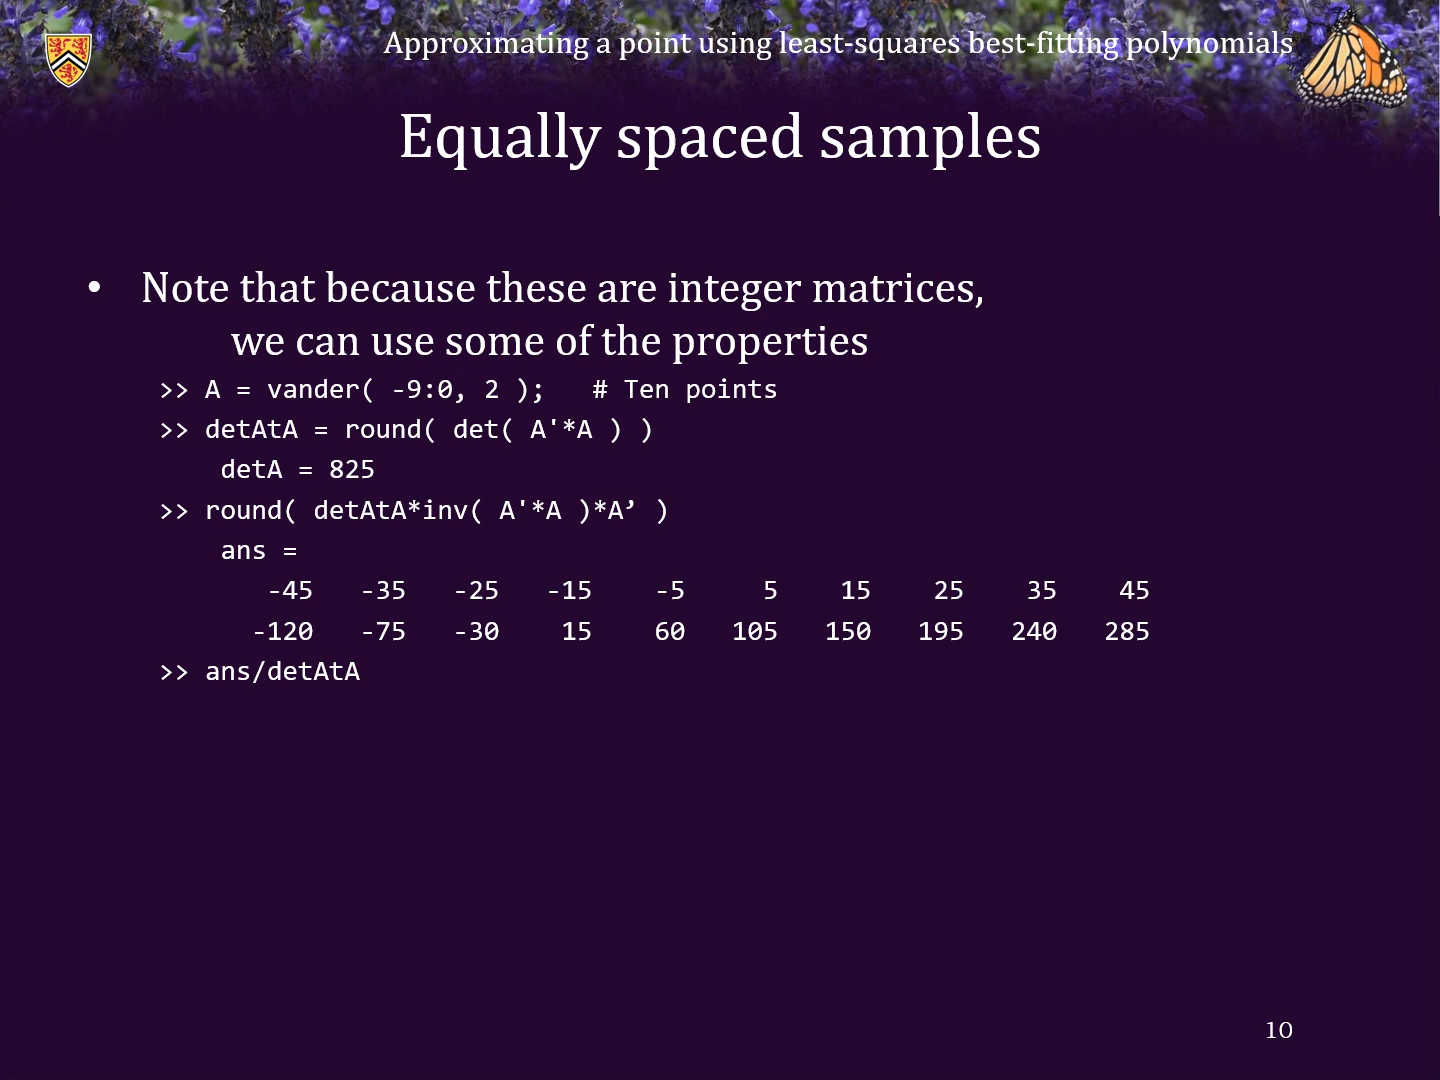 Approximating a point using least-squares best-fitting polynomials
Equally spaced samples
• Note that because these are integer matrices,
we can use some of the properties
>> A = vander( -9:0, 2 );   # Ten points
>> detAtA = round( det( A'*A ) )
detA = 825
>> round( detAtA*inv( A'*A )*A’ )
ans =
-45   -35   -25   -15    -5     5    15    25    35    45
-120   -75   -30    15    60   105   150   195   240   285
>> ans/detAtA
10